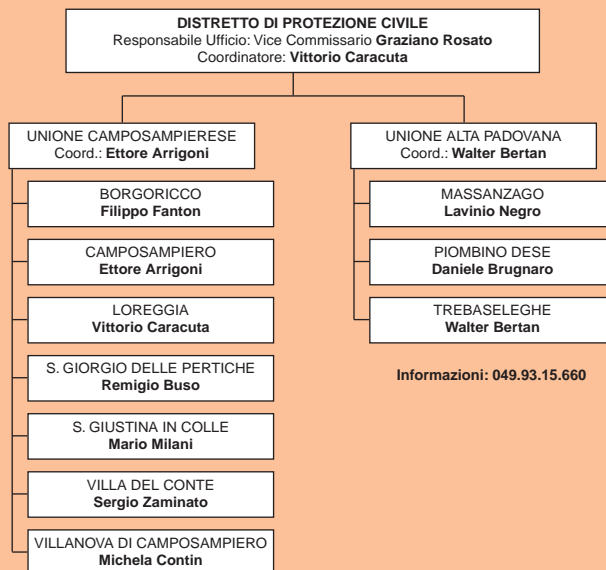 DISTRETTO DI PROTEZIONE CIVILE
Responsabile Ufficio: Vice Commissario Graziano Rosato
Coordinatore: Vittorio Caracuta
UNIONE CAMPOSAMPIERESE
Coord.: Ettore Arrigoni
BORGORICCO
Filippo Fanton
CAMPOSAMPIERO
Ettore Arrigoni
LOREGGIA
Vittorio Caracuta
S. GIORGIO DELLE PERTICHE
Remigio Buso
S. GIUSTINA IN COLLE
Mario Milani
VILLA DEL CONTE
Sergio Zaminato
VILLANOVA DI CAMPOSAMPIERO
Michela Contin
UNIONE ALTA PADOVANA
Coord.: Walter Bertan
MASSANZAGO
Lavinio Negro
PIOMBINO DESE
Daniele Brugnaro
TREBASELEGHE
Walter Bertan
Informazioni: 049.93.15.660